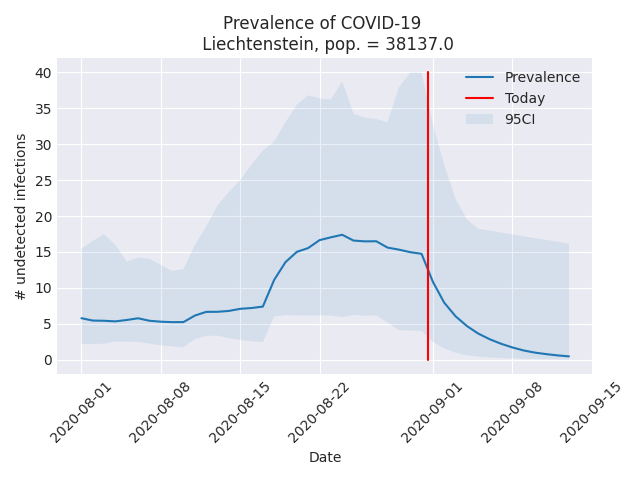 Prevalence of COVID-19
Liechtenstein, pop. = 38137.0
# undetected infections
40
35
30
25
20
15
10
5
0
Prevalence
Today
95CI
2020-08-01
2020-08-08
2020-08-15
2020-08-22
2020-09-01
2020-09-08
2020-09-15
Date